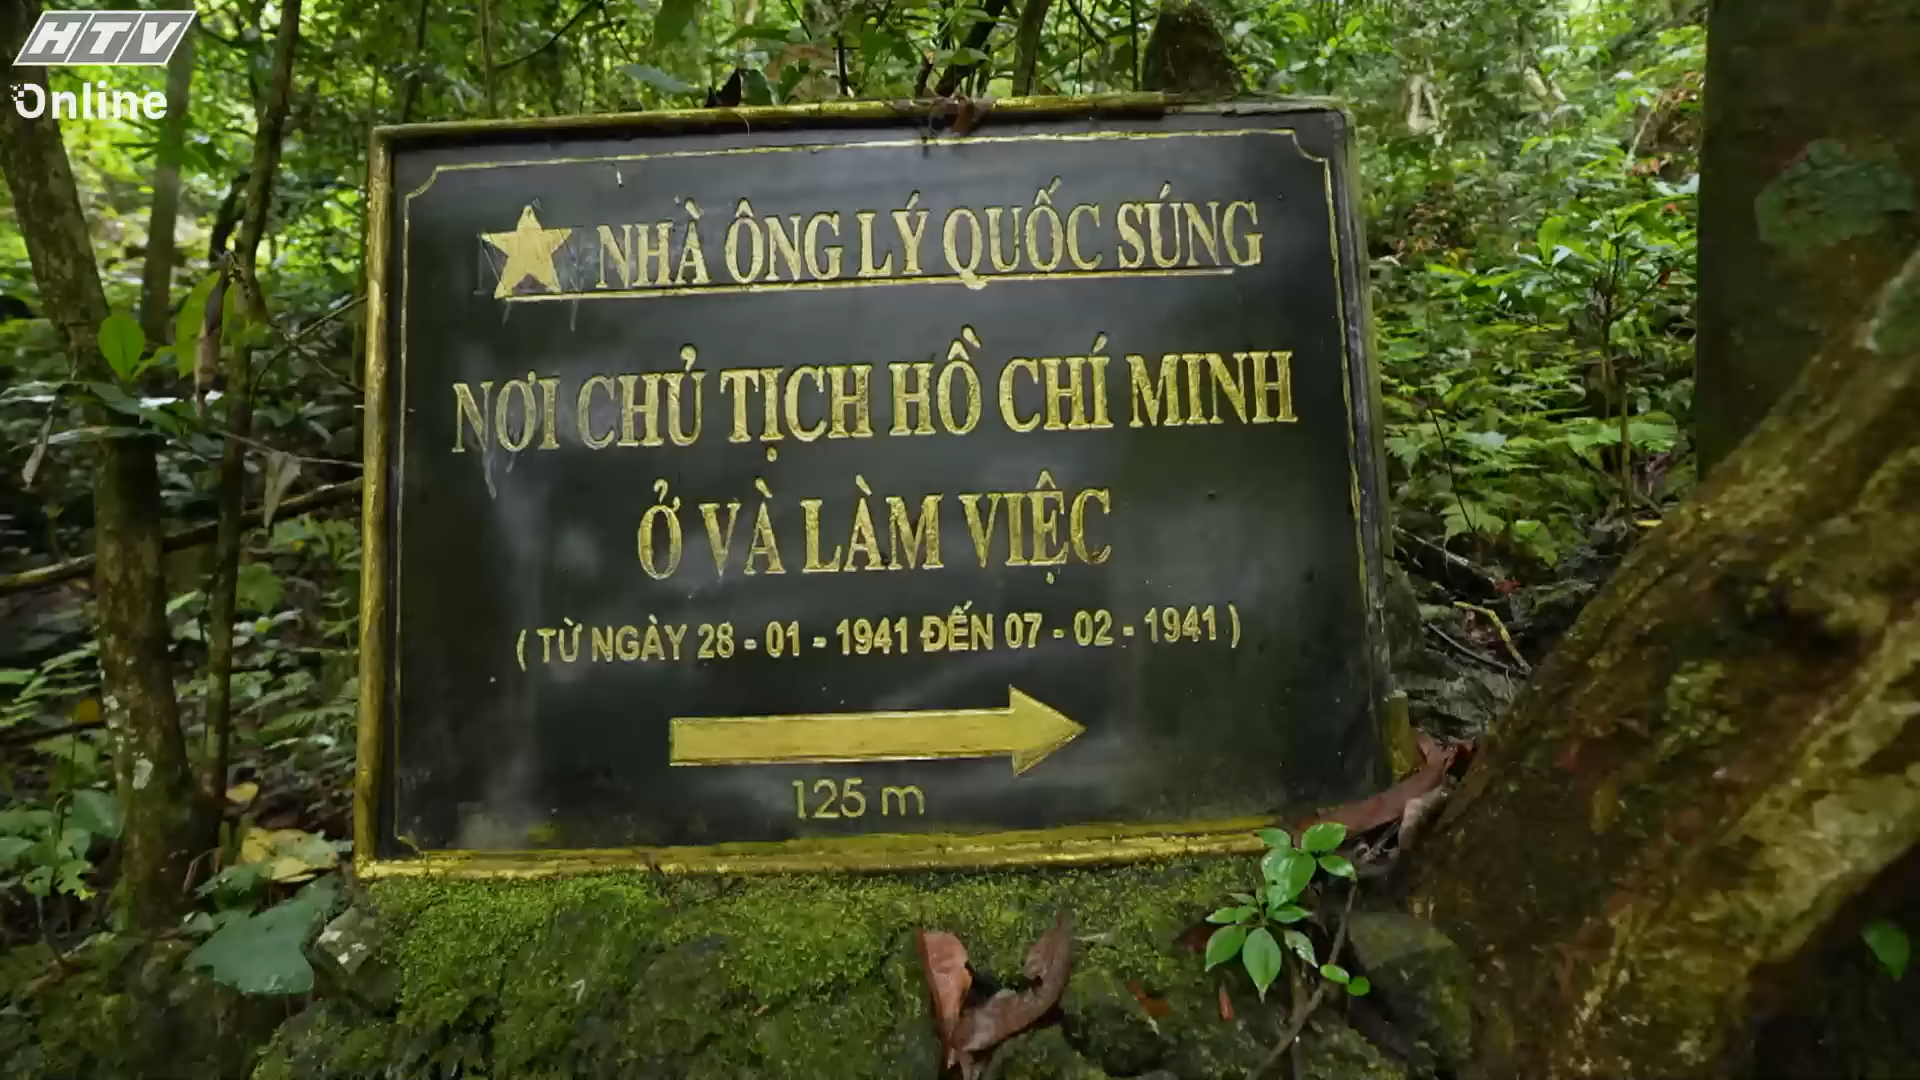 HTV
Online
NHÀ ÔNG LÝ QUỐC SÚNG
NƠI CHỦ TỊCH HỒ CHÍ MINH
Ở VÀ LÀM VIỆC
( TỪ NGÀY 28 - 01 - 1941 ĐẾN 07 - 02 - 1941 )
125 m